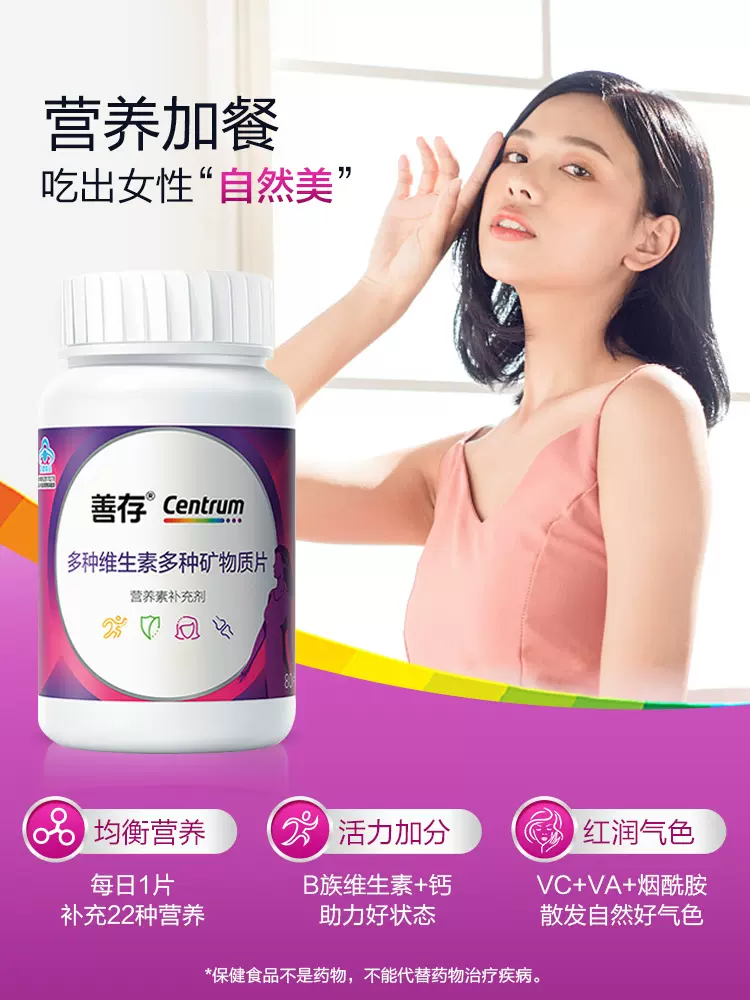 营养加餐
吃出女性“自然美”
善存® Centrum
多种维生素多种矿物质片
营养素补充剂
80
均衡营养
每日1片
补充22种营养
活力加分
B族维生素+钙
助力好状态
红润气色
VC+VA+烟酰胺
散发自然好气色
*保健食品不是药物，不能代替药物治疗疾病。